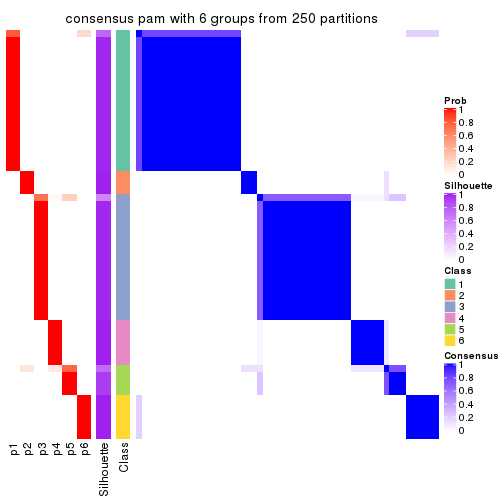 consensus pam with 6 groups from 250 partitions
Prob
1
0.8
0.6
0.4
0.2
0
Silhouette
1
0.8
0.6
0.4
0.2
0
Class
1
2
3
4
5
6
Consensus
1
0.8
0.6
0.4
0.2
0
p1
p2
p3
p4
p5
p6
Silhouette
Class